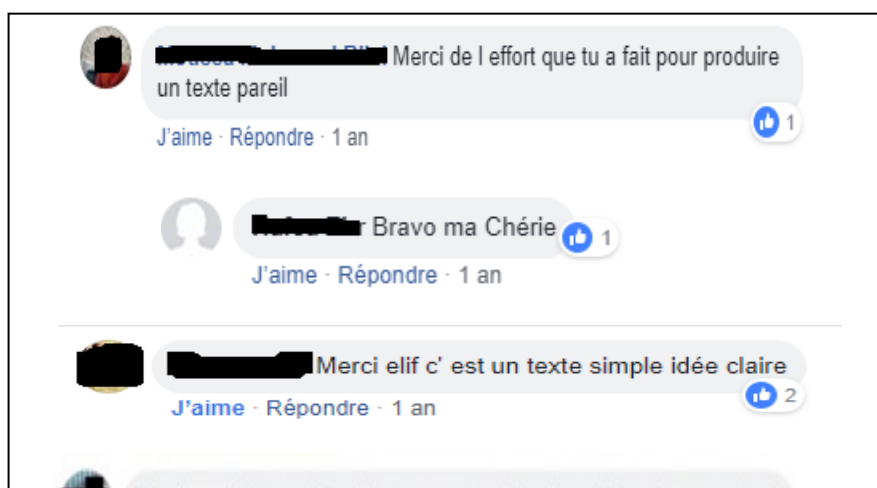 Merci de l effort que tu a fait pour produire
un texte pareil
1
J'aime · Répondre · 1 an
Bravo ma Chérie
1
J'aime · Répondre · 1 an
Merci elif c' est un texte simple idée claire
2
J'aime · Répondre · 1 an